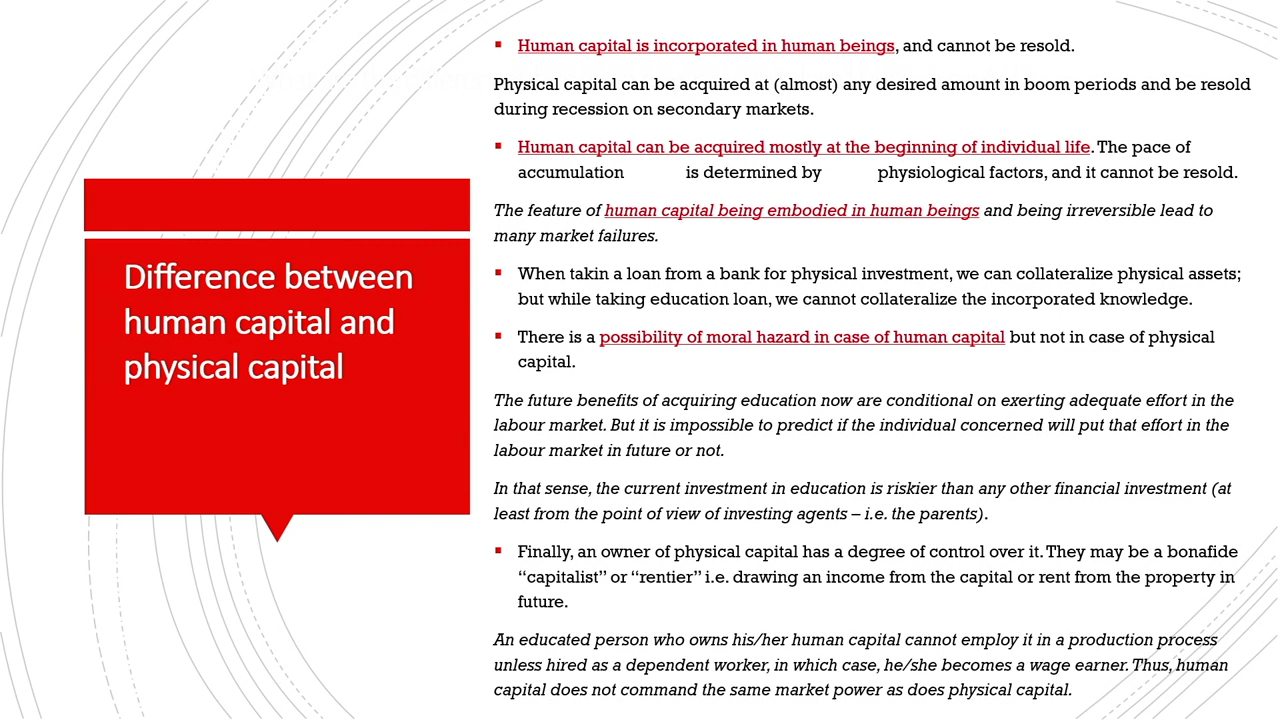 Difference between
human capital and
physical capital
Human capital is incorporated in human beings, and cannot be resold.
Physical capital can be acquired at (almost) any desired amount in boom periods and be resold
during recession on secondary markets.
Human capital can be acquired mostly at the beginning of individual life. The pace of
accumulation is determined by physiological factors, and it cannot be resold.
The feature of human capital being embodied in human beings and being irreversible lead to
many market failures.
When takin a loan from a bank for physical investment, we can collateralize physical assets;
but while taking education loan, we cannot collateralize the incorporated knowledge.
There is a possibility of moral hazard in case of human capital but not in case of physical
capital.
The future benefits of acquiring education now are conditional on exerting adequate effort in the
labour market. But it is impossible to predict if the individual concerned will put that effort in the
labour market in future or not.
In that sense, the current investment in education is riskier than any other financial investment (at
least from the point of view of investing agents – i.e. the parents).
Finally, an owner of physical capital has a degree of control over it. They may be a bonafide
“capitalist” or “rentier” i.e. drawing an income from the capital or rent from the property in
future.
An educated person who owns his/her human capital cannot employ it in a production process
unless hired as a dependent worker, in which case, he/she becomes a wage earner. Thus, human
capital does not command the same market power as does physical capital.